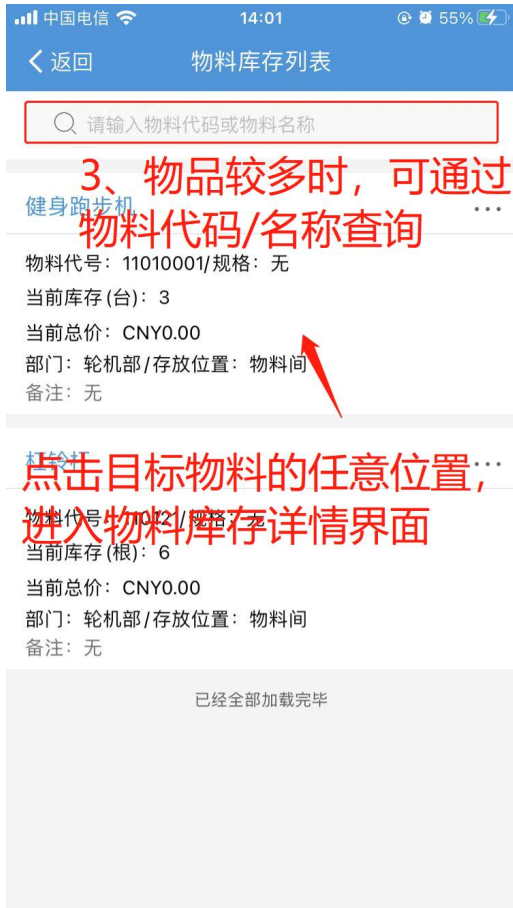 中国电信 14:01 55%
返回 物料库存列表
请输入物料代码或物料名称
3、物品较多时，可通过
物料代码/名称查询
健身跑步机
物料代号：11010001/规格：无
当前库存(台)：3
当前总价：CNY0.00
部门：轮机部/存放位置：物料间
备注：无
点击目标物料的任意位置，
进入物料库存详情界面
物料代号 规格：无
当前库存(根)：6
当前总价：CNY0.00
部门：轮机部/存放位置：物料间
备注：无
已经全部加载完毕